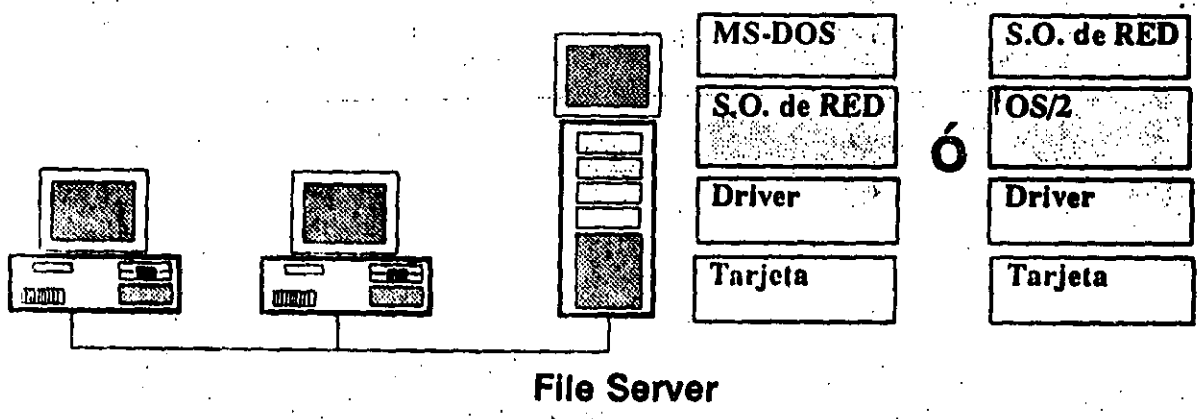 MS-DOS
S.O. de RED
Driver
Tarjeta
Ó
S.O. de RED
OS/2
Driver
Tarjeta
File Server